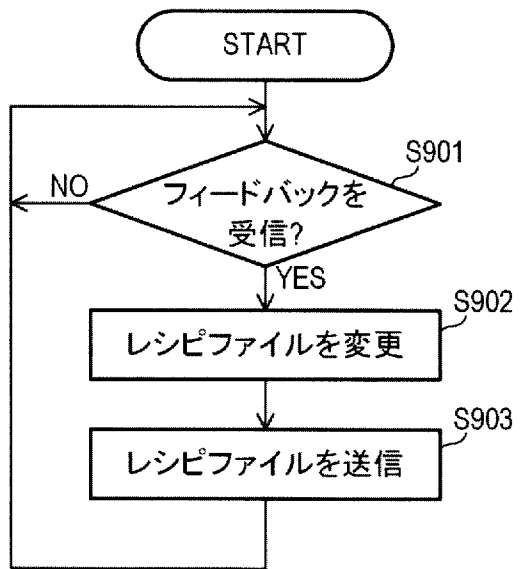 START
S901
フィードバックを
受信?
NO
YES
S902
レシピファイルを変更
S903
レシピファイルを送信